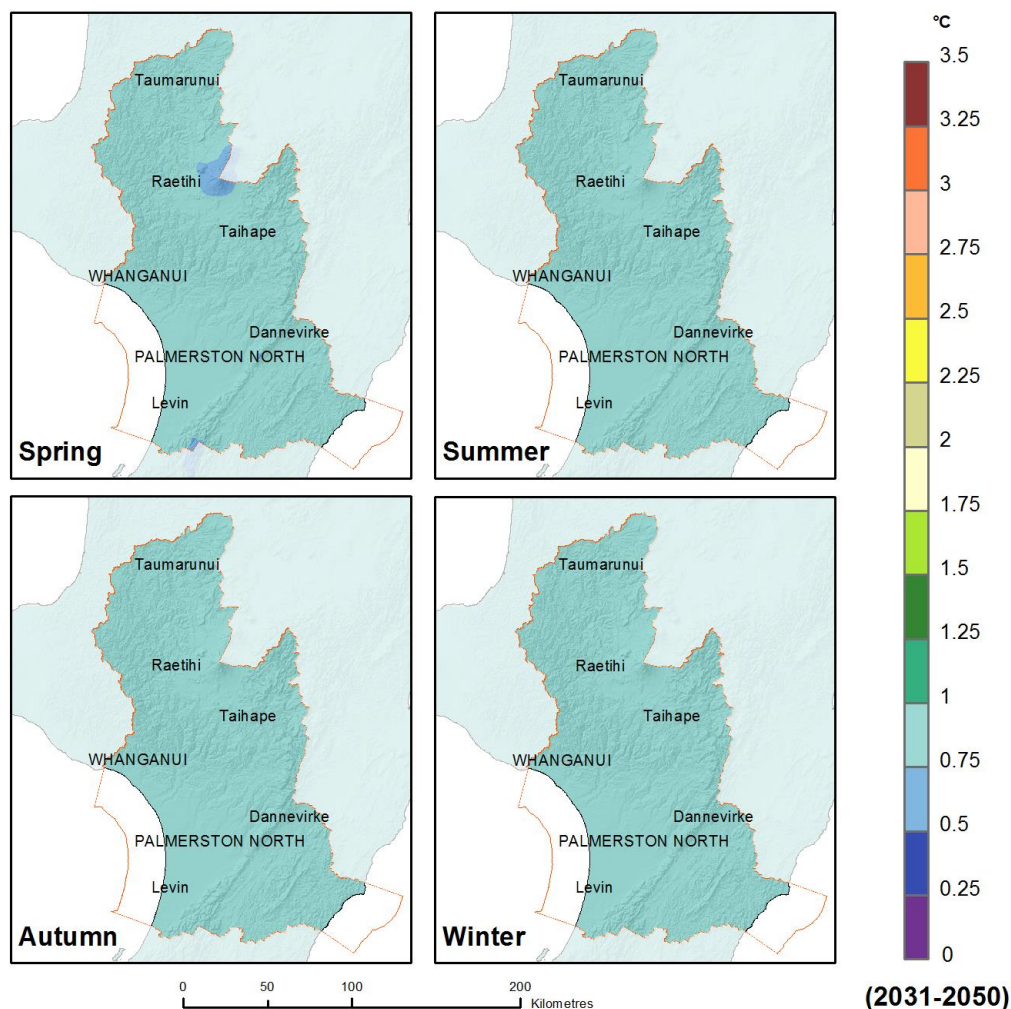 Taumarunui
Raetihi
Taihape
WHANGANUI
Dannevirke
PALMERSTON NORTH
Levin
Spring
Taumarunui
Raetihi
Taihape
WHANGANUI
Dannevirke
PALMERSTON NORTH
Levin
Summer
Taumarunui
Raetihi
Taihape
WHANGANUI
Dannevirke
PALMERSTON NORTH
Levin
Autumn
Taumarunui
Raetihi
Taihape
WHANGANUI
Dannevirke
PALMERSTON NORTH
Levin
Winter
°C
3.5
3.25
3
2.75
2.5
2.25
2
1.75
1.5
1.25
1
0.75
0.5
0.25
0
0 50 100 200
Kilometres
(2031-2050)